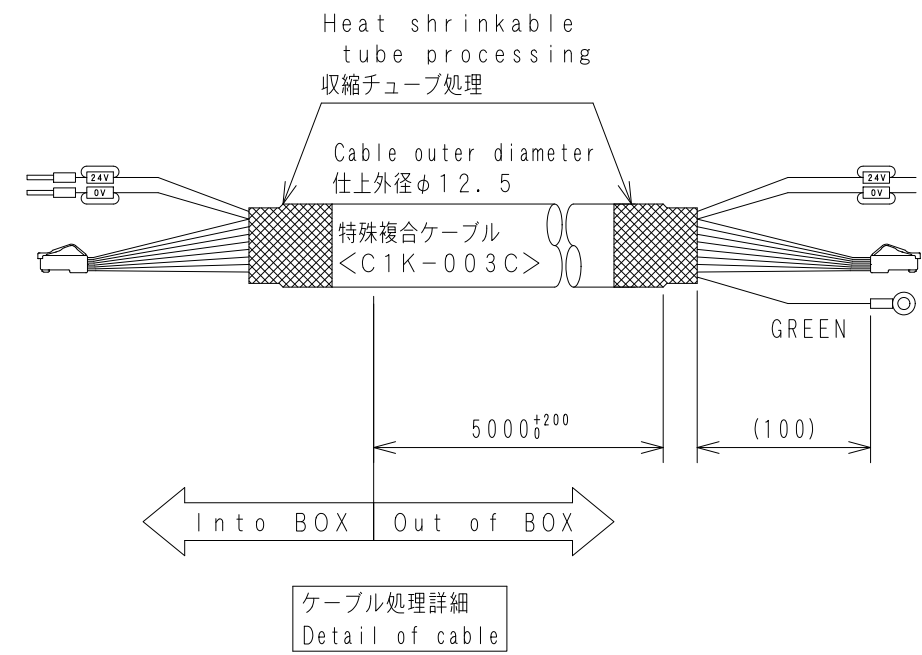 Heat shrinkable
tube processing
収縮チューブ処理
Cable outer diameter
仕上外径φ12.5
24V
0V
24V
0V
特殊複合ケーブル
<C1K-003C>
GREEN
5000 +200 0
(100)
Into BOX
Out of BOX
ケーブル処理詳細
Detail of cable